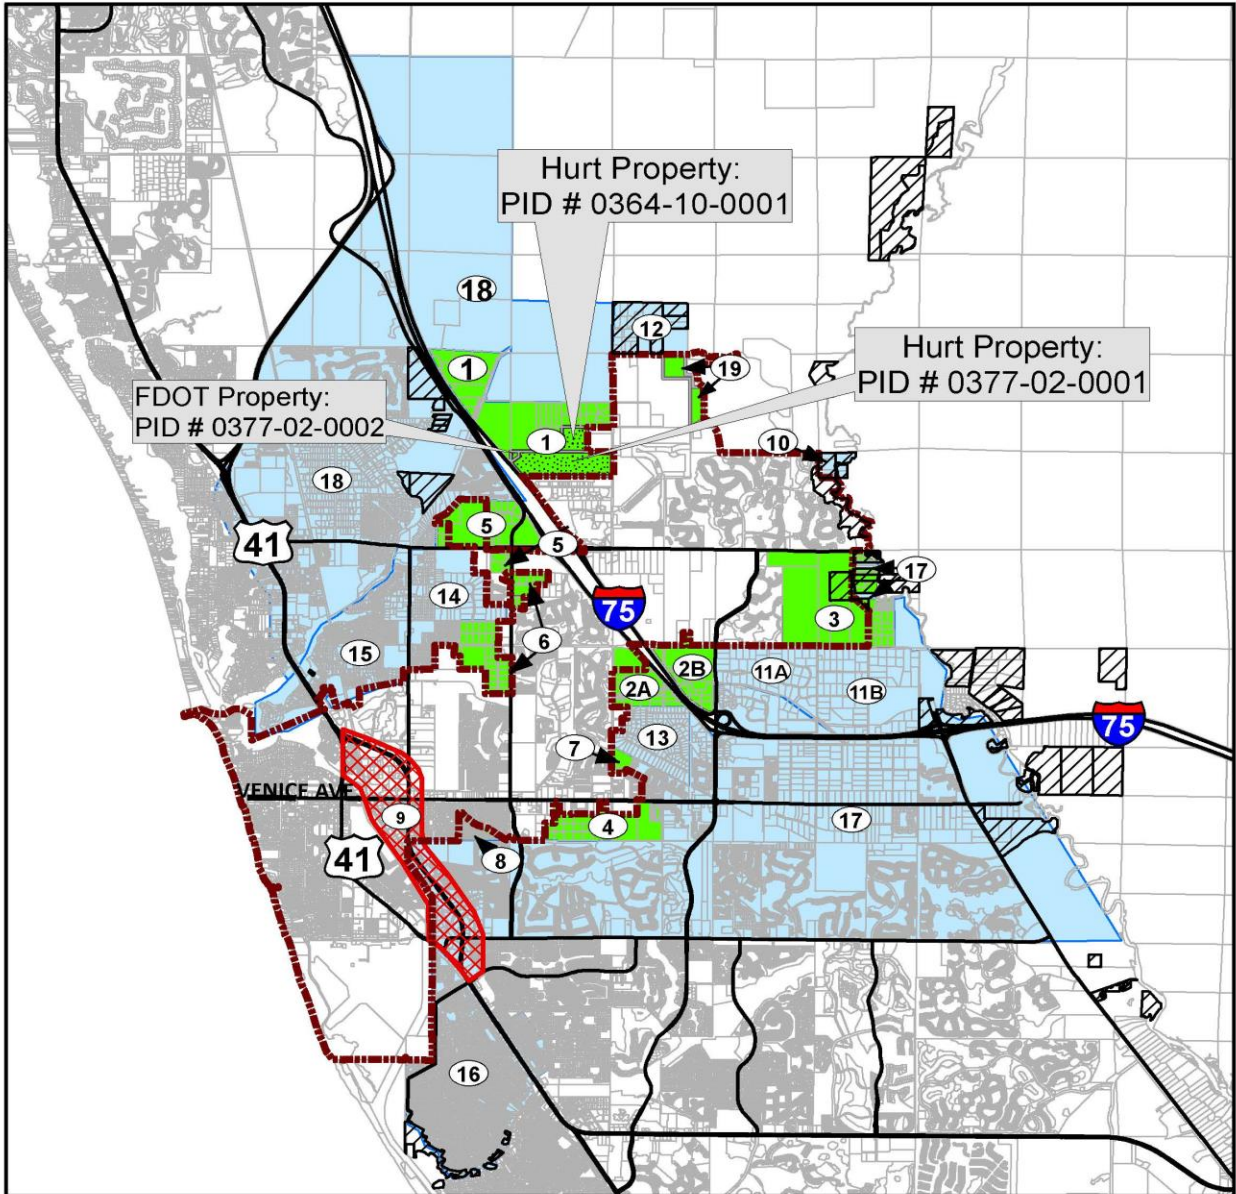 Hurt Property:
PID # 0364-10-0001
18
12
Hurt Property:
PID # 0377-02-0001
1
19
FDOT Property:
PID # 0377-02-0002
1
10
18
5
41
5
17
14
75
3
6
15
2B
11A
2A
11B
75
13
7
VENICE AVE
9
4
17
41
8
16